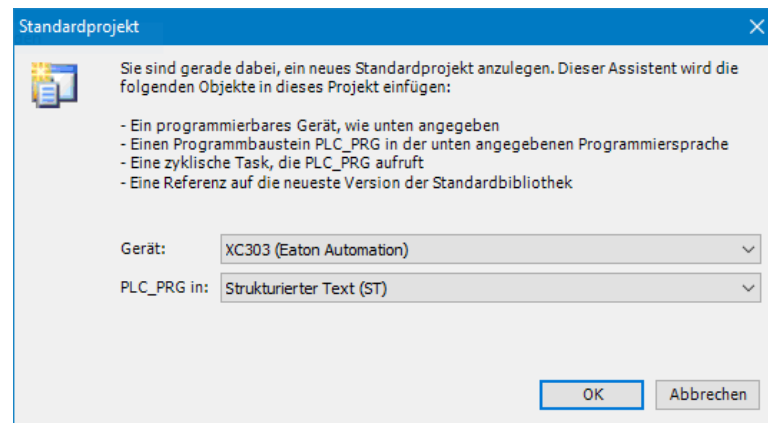 Standardprojekt
Sie sind gerade dabei, ein neues Standardprojekt anzulegen. Dieser Assistent wird die
folgenden Objekte in dieses Projekt einfügen:
- Ein programmierbares Gerät, wie unten angegeben
- Einen Programmbaustein PLC_PRG in der unten angegebenen Programmiersprache
- Eine zyklische Task, die PLC_PRG aufruft
- Eine Referenz auf die neueste Version der Standardbibliothek
Gerät: XC303 (Eaton Automation)
PLC_PRG in: Strukturierter Text (ST)
OK Abbrechen